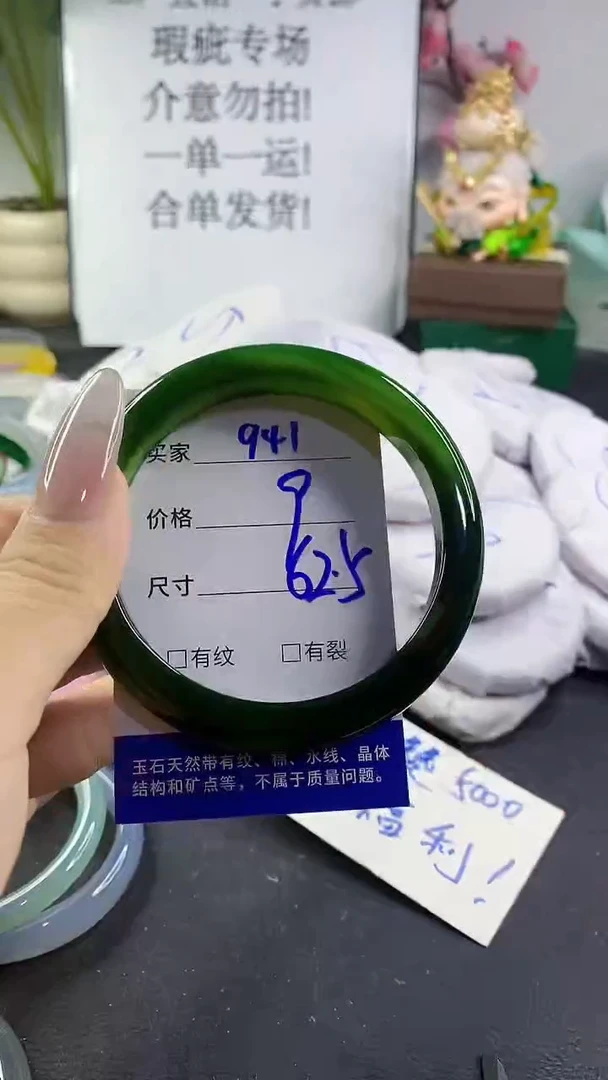 瑕疵专场
介意勿拍!
一单一运!
合单发货!
买家 941
价格 9
尺寸 62.5
□有纹 □有裂
玉石天然带有纹、棉、水线、晶体
结构和矿点等，不属于质量问题。
5000
福利!